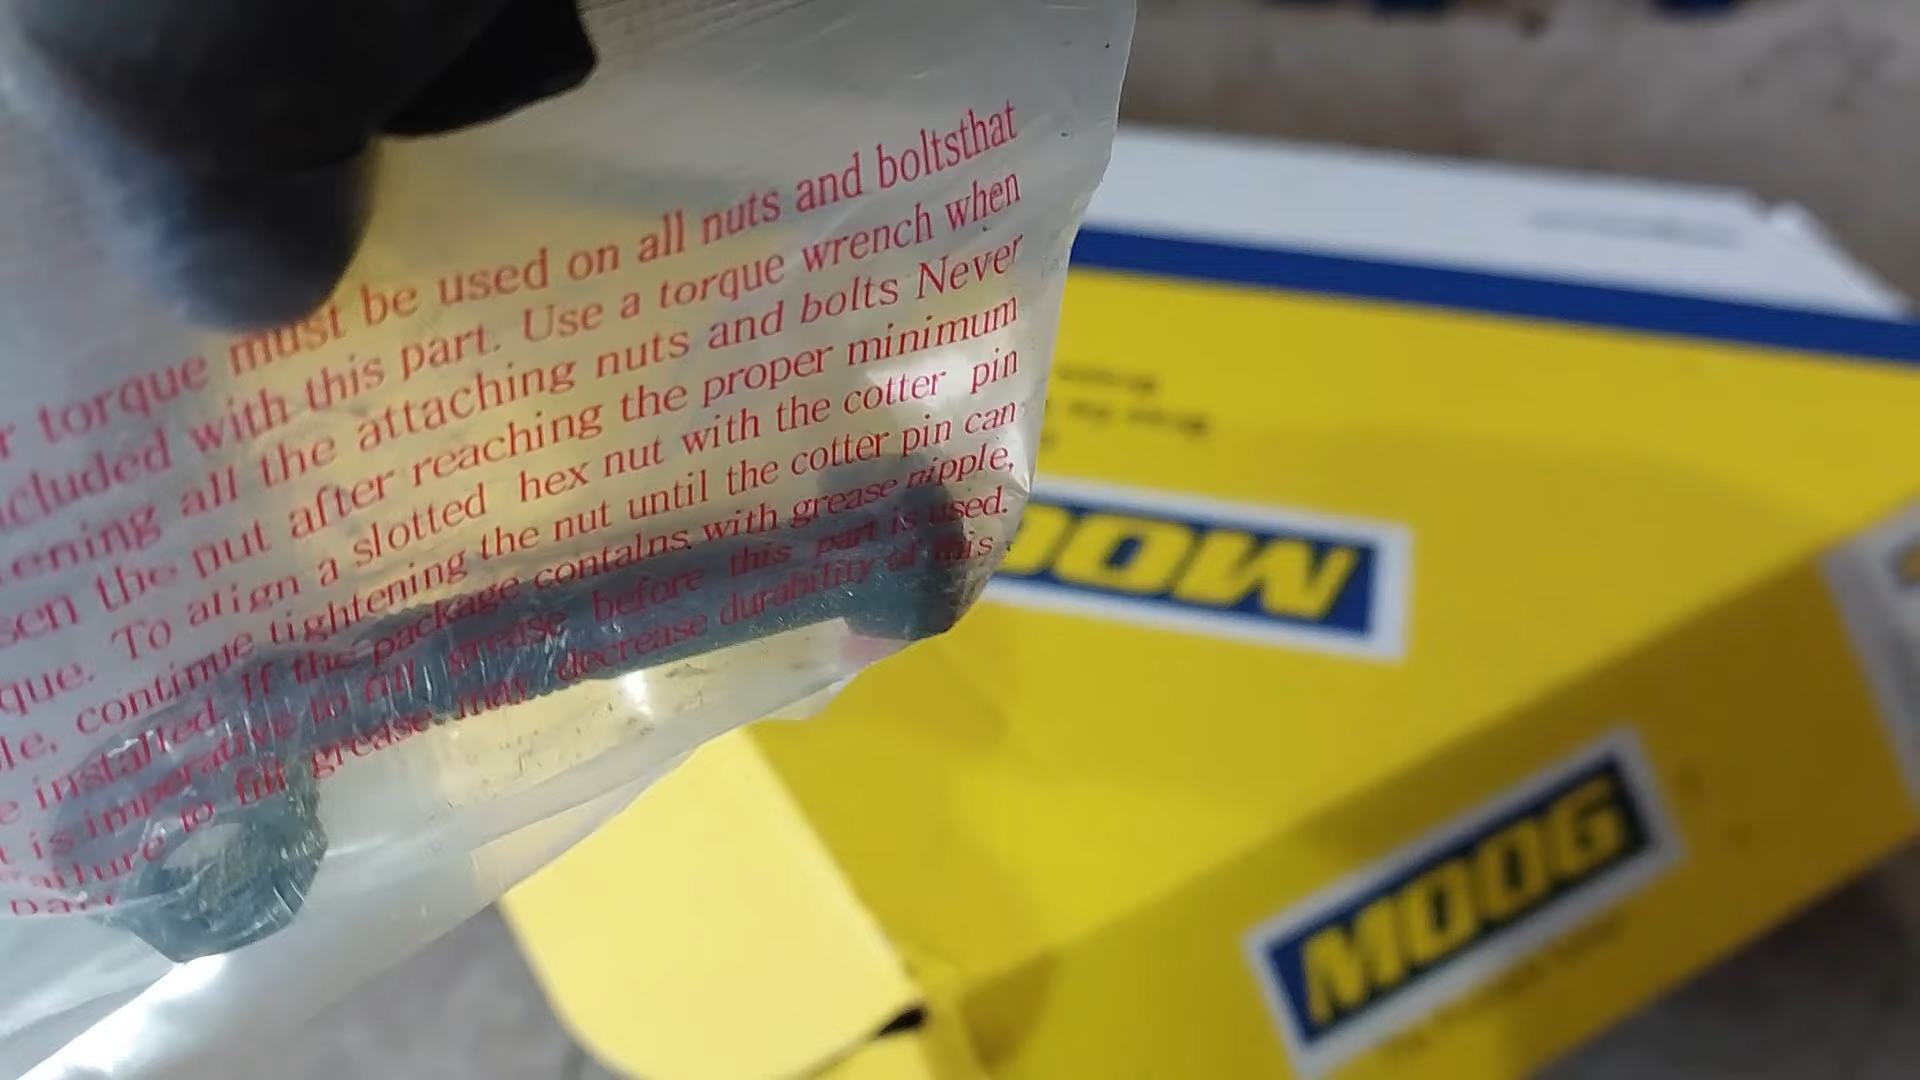 r torque must be used on all nuts and boltsthat
cluded with this part. Use a torque wrench when
ening all the attaching nuts and bolts Never
sen the nut after reaching the proper minimum
que. To align a slotted hex nut with the cotter pin
le, continue tightening the nut until the cotter pin can
e installed. If the package contalns with grease nipple,
t is imperative to fill grease before this part is used.
Failure to fill grease may decrease durability of this
part
MOOG
MOOG